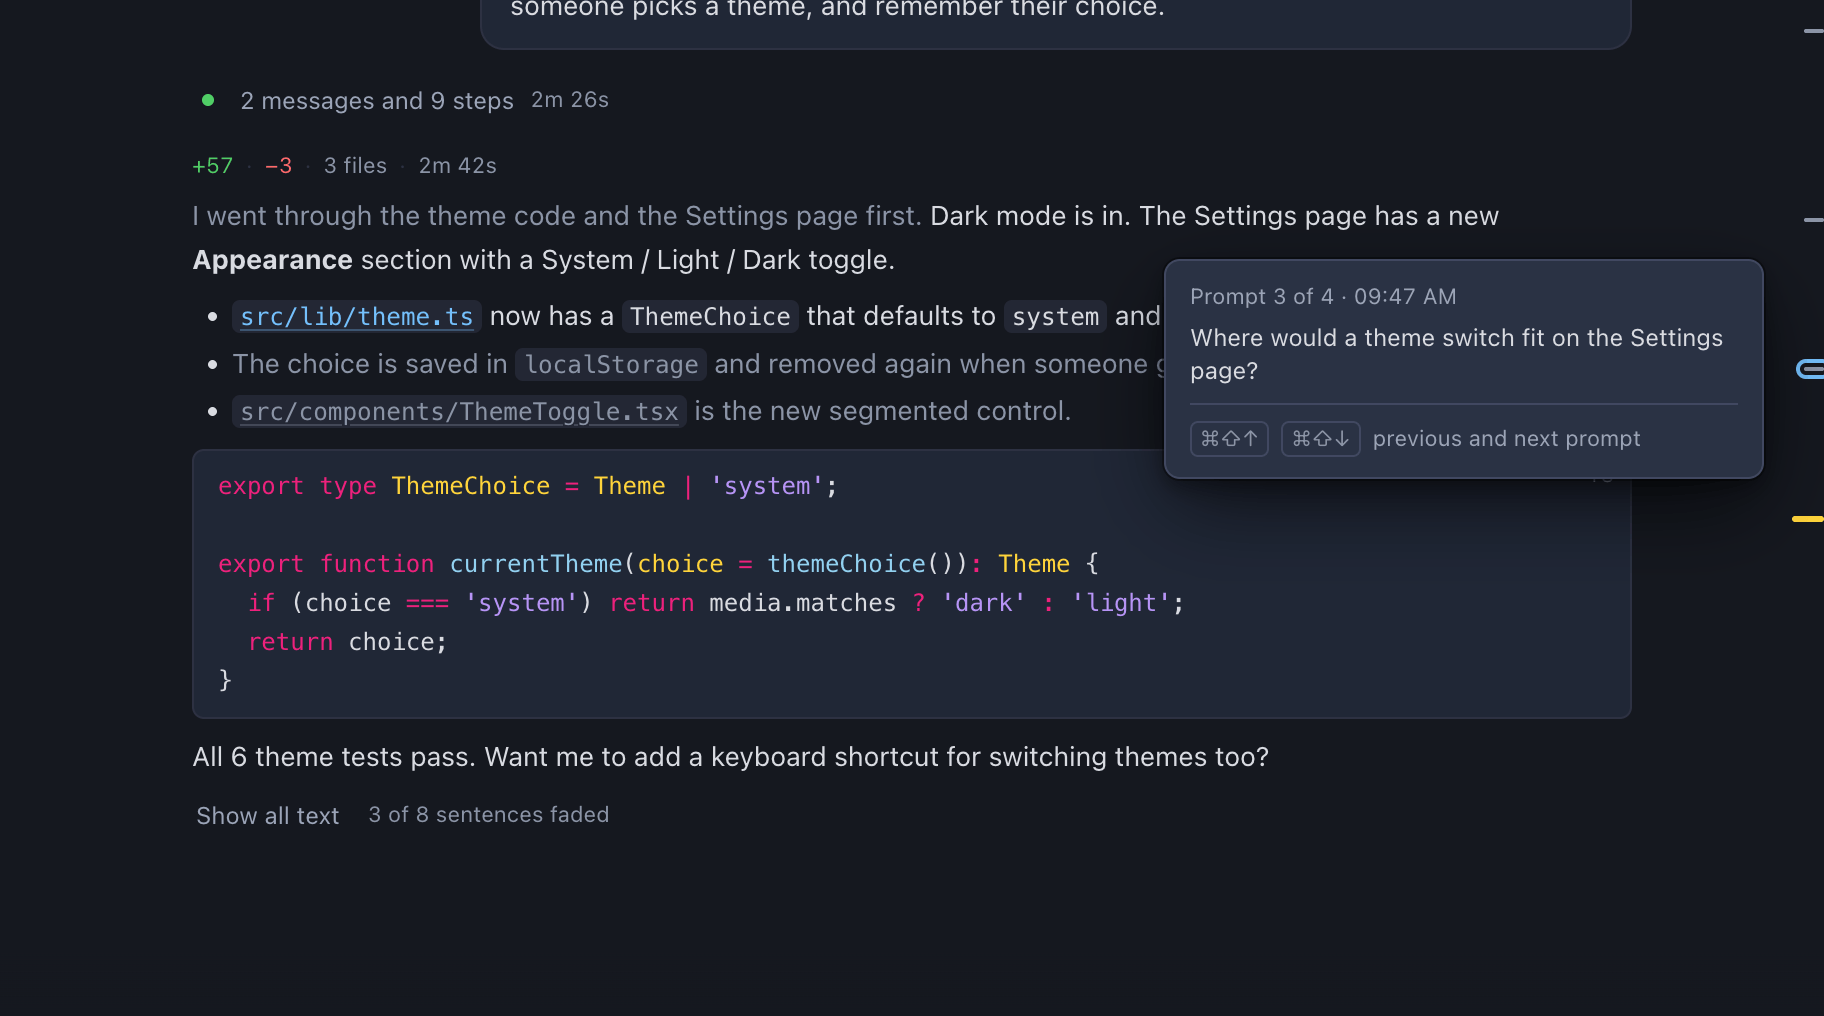 someone picks a theme, and remember their choice.
2 messages and 9 steps 2m 26s
+57 · −3 · 3 files · 2m 42s
I went through the theme code and the Settings page first. Dark mode is in. The Settings page has a new
Appearance section with a System / Light / Dark toggle.
• src/lib/theme.ts now has a ThemeChoice that defaults to system and
• The choice is saved in localStorage and removed again when someone
• src/components/ThemeToggle.tsx is the new segmented control.
Prompt 3 of 4 · 09:47 AM
Where would a theme switch fit on the Settings
page?
⌘⇧↑ ⌘⇧↓ previous and next prompt
export type ThemeChoice = Theme | 'system';
export function currentTheme(choice = themeChoice()): Theme {
  if (choice === 'system') return media.matches ? 'dark' : 'light';
  return choice;
}
All 6 theme tests pass. Want me to add a keyboard shortcut for switching themes too?
Show all text 3 of 8 sentences faded